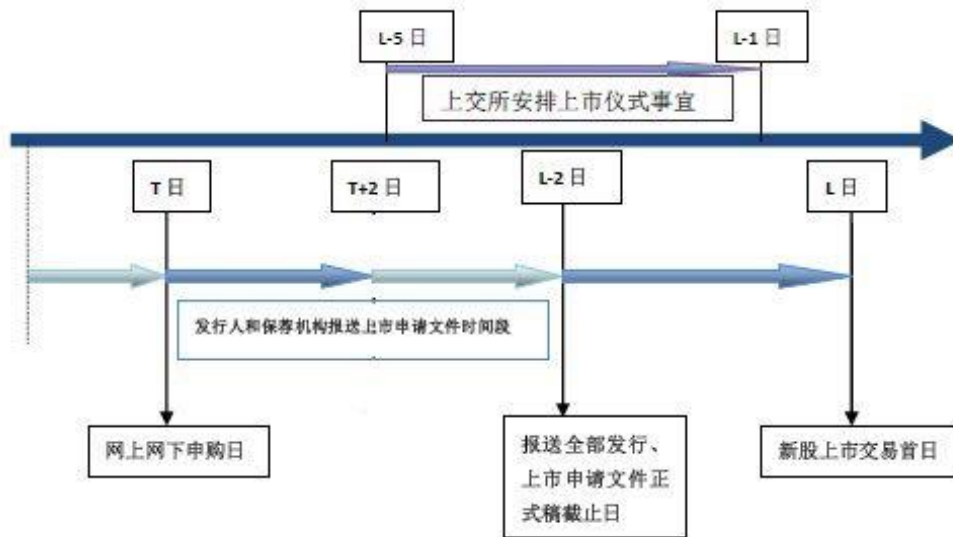 L-5 日
L-1 日
上交所安排上市仪式事宜
T 日
T+2 日
L-2 日
L 日
发行人和保荐机构报送上市申请文件时间段
网上网下申购日
报送全部发行、
上市申请文件正
式稿截止日
新股上市交易首日